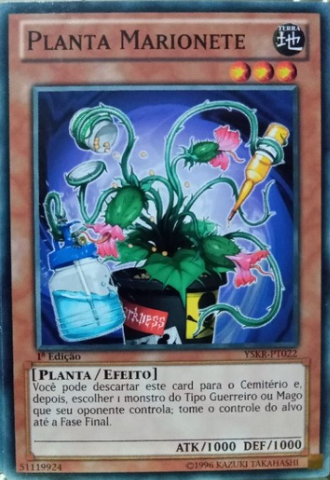 PLANTA MARIONETE
TERRA
地
arkness
1ª Edição
YSKR-PT022
[PLANTA / EFEITO]
Você pode descartar este card para o Cemitério e,
depois, escolher 1 monstro do Tipo Guerreiro ou Mago
que seu oponente controla; tome o controle do alvo
até a Fase Final.
ATK/1000 DEF/1000
51119924
©1996 KAZUKI TAKAHASHI